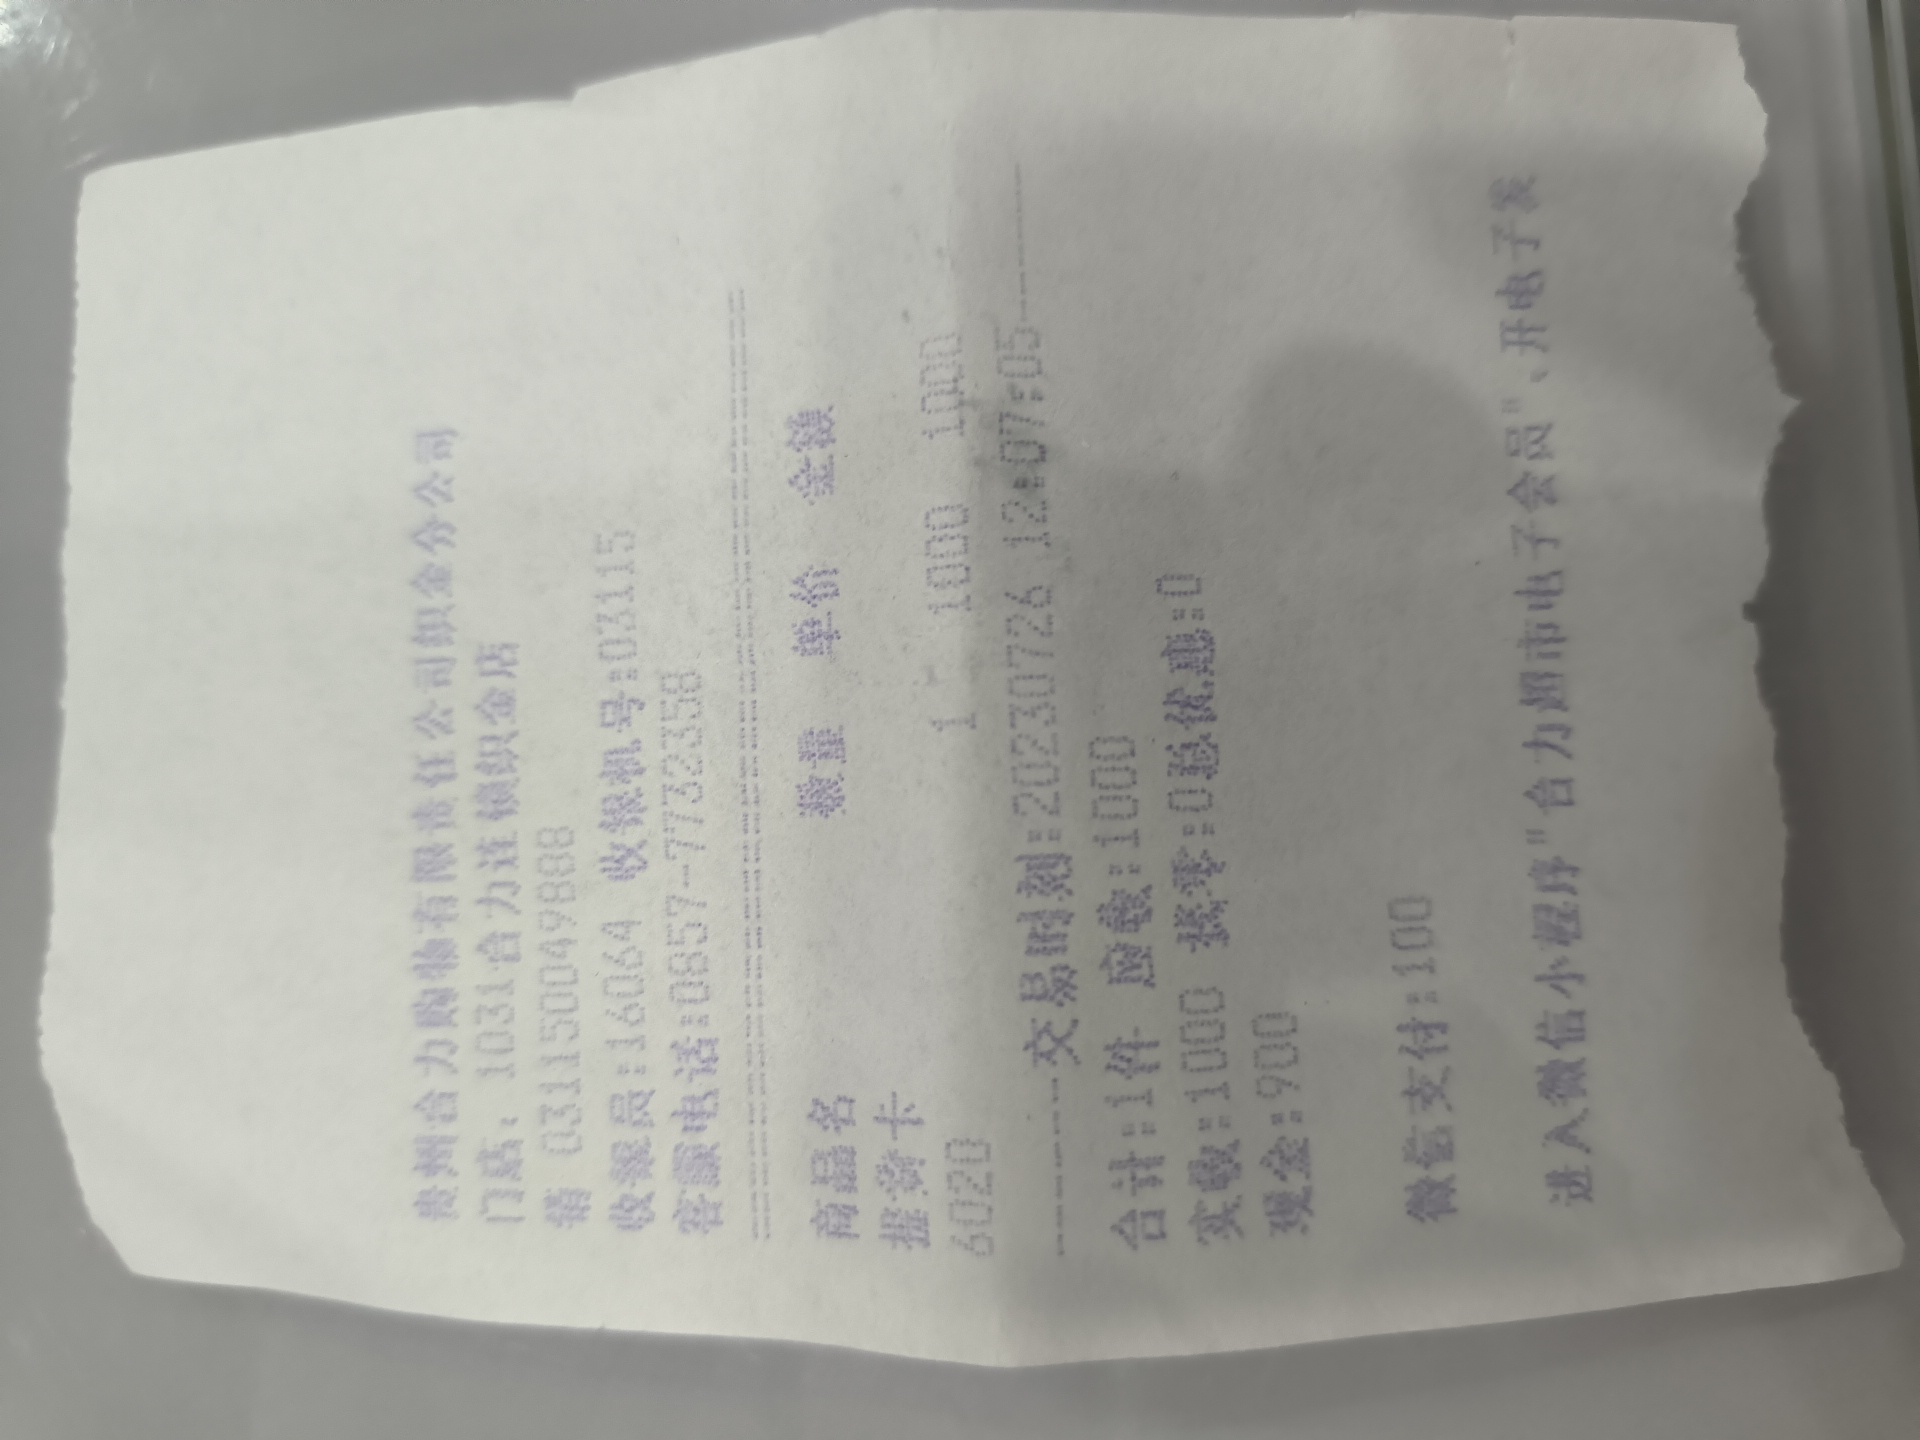 贵州合力购物有限责任公司织金分公司
门店: 1031合力连锁织金店
销 031150049888
收银员:16064 收银机号:03115
客服电话:0857-7732358
商品名 数量 单价 金额
提货卡
6020 1 1000 1000
--------交易时刻:20230726 12:07:05--------
合计:1件 应收:1000
实收:1000 找零:0总优惠:0
现金:900
微信支付:100
进入微信小程序"合力超市电子会员"、开电子发